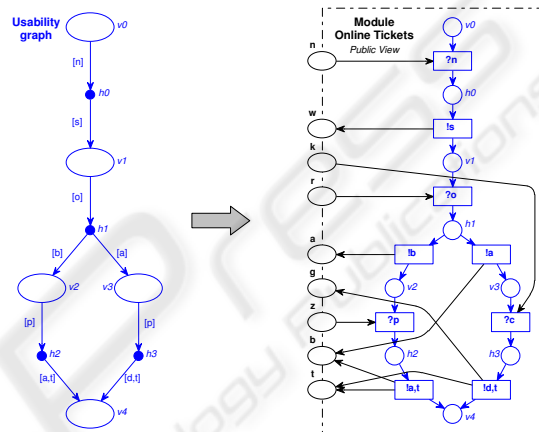 Usability
graph
v0
[n]
h0
[s]
v1
[o]
h1
[b]
[a]
v2
v3
[p]
[p]
h2
h3
[a,t]
[d,t]
v4
Module
Online Tickets
Public View
n
w
k
r
a
g
z
b
t
v0
?n
h0
!s
v1
?o
h1
!b
!a
v2
v3
?p
?c
h2
h3
!a,t
!d,t
v4